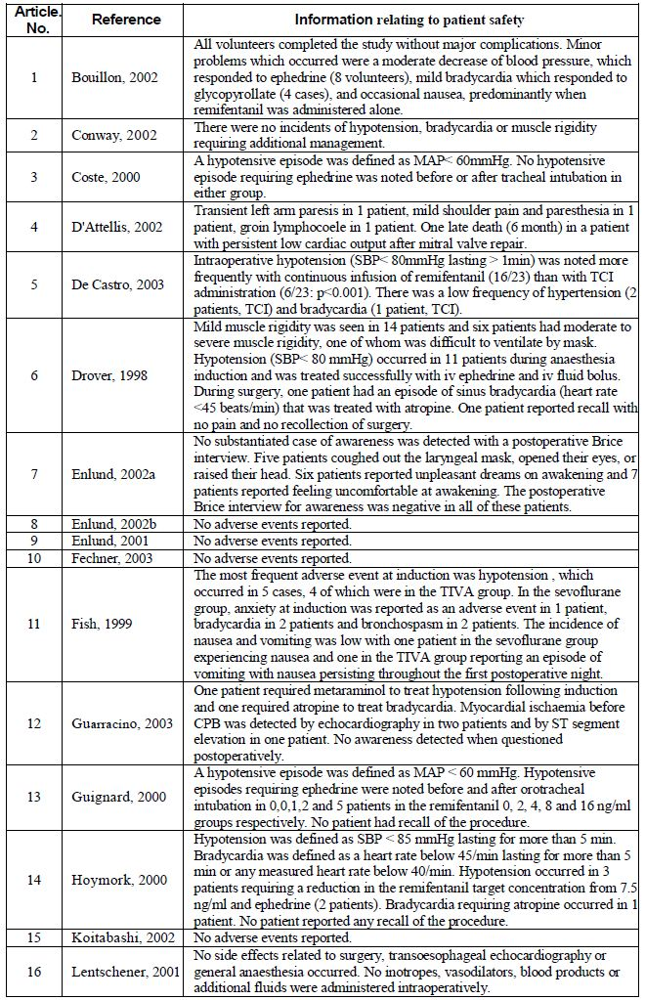 Article. No. Reference Information relating to patient safety
1 Bouillon, 2002
All volunteers completed the study without major complications. Minor
problems which occurred were a moderate decrease of blood pressure, which
responded to ephedrine (8 volunteers), mild bradycardia which responded to
glycopyrollate (4 cases), and occasional nausea, predominantly when
remifentanil was administered alone.
2 Conway, 2002
There were no incidents of hypotension, bradycardia or muscle rigidity
requiring additional management.
3 Coste, 2000
A hypotensive episode was defined as MAP< 60mmHg. No hypotensive
episode requiring ephedrine was noted before or after tracheal intubation in
either group.
4 D'Attellis, 2002
Transient left arm paresis in 1 patient, mild shoulder pain and paresthesia in 1
patient, groin lymphocoele in 1 patient. One late death (6 month) in a patient
with persistent low cardiac output after mitral valve repair.
5 De Castro, 2003
Intraoperative hypotension (SBP< 80mmHg lasting > 1min) was noted more
frequently with continuous infusion of remifentanil (16/23) than with TCI
administration (6/23: p<0.001). There was a low frequency of hypertension (2
patients, TCI) and bradycardia (1 patient, TCI).
6 Drover, 1998
Mild muscle rigidity was seen in 14 patients and six patients had moderate to
severe muscle rigidity, one of whom was difficult to ventilate by mask.
Hypotension (SBP< 80 mmHg) occurred in 11 patients during anaesthesia
induction and was treated successfully with iv ephedrine and iv fluid bolus.
During surgery, one patient had an episode of sinus bradycardia (heart rate
<45 beats/min) that was treated with atropine. One patient reported recall with
no pain and no recollection of surgery.
7 Enlund, 2002a
No substantiated case of awareness was detected with a postoperative Brice
interview. Five patients coughed out the laryngeal mask, opened their eyes, or
raised their head. Six patients reported unpleasant dreams on awakening and 7
patients reported feeling uncomfortable at awakening. The postoperative
Brice interview for awareness was negative in all of these patients.
8 Enlund, 2002b No adverse events reported.
9 Enlund, 2001 No adverse events reported.
10 Fechner, 2003 No adverse events reported.
11 Fish, 1999
The most frequent adverse event at induction was hypotension , which
occurred in 5 cases, 4 of which were in the TIVA group. In the sevoflurane
group, anxiety at induction was reported as an adverse event in 1 patient,
bradycardia in 2 patients and bronchospasm in 2 patients. The incidence of
nausea and vomiting was low with one patient in the sevoflurane group
experiencing nausea and one in the TIVA group reporting an episode of
vomiting with nausea persisting throughout the first postoperative night.
12 Guarracino, 2003
One patient required metaraminol to treat hypotension following induction
and one required atropine to treat bradycardia. Myocardial ischaemia before
CPB was detected by echocardiography in two patients and by ST segment
elevation in one patient. No awareness detected when questioned
postoperatively.
13 Guignard, 2000
A hypotensive episode was defined as MAP < 60 mmHg. Hypotensive
episodes requiring ephedrine were noted before and after orotracheal
intubation in 0,0,1,2 and 5 patients in the remifentanil 0, 2, 4, 8 and 16 ng/ml
groups respectively. No patient had recall of the procedure.
14 Hoymork, 2000
Hypotension was defined as SBP < 85 mmHg lasting for more than 5 min.
Bradycardia was defined as a heart rate below 45/min lasting for more than 5
min or any measured heart rate below 40/min. Hypotension occurred in 3
patients requiring a reduction in the remifentanil target concentration from 7.5
ng/ml and ephedrine (2 patients). Bradycardia requiring atropine occurred in 1
patient. No patient reported any recall of the procedure.
15 Koitabashi, 2002 No adverse events reported.
16 Lentschener, 2001
No side effects related to surgery, transoesophageal echocardiography or
general anaesthesia occurred. No inotropes, vasodilators, blood products or
additional fluids were administered intraoperatively.